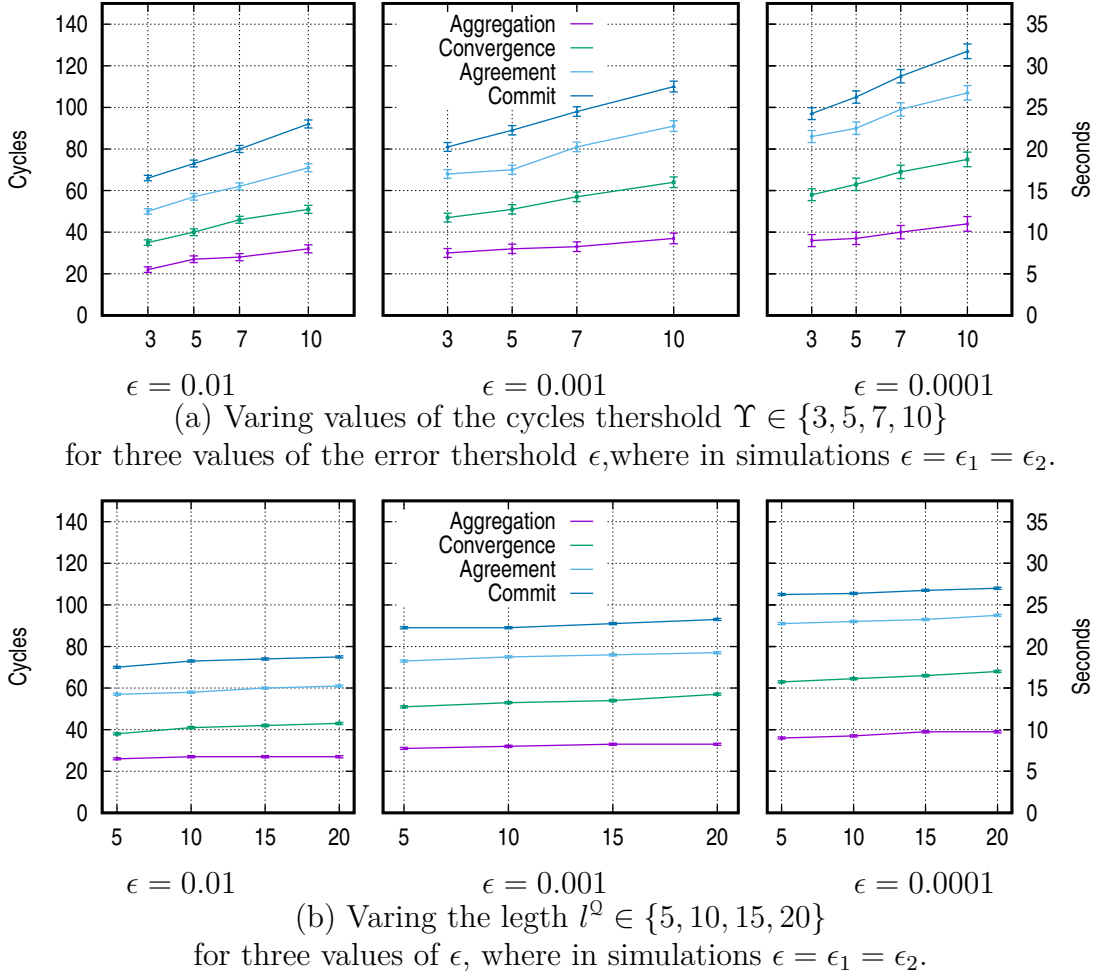 140
120
100
80
60
40
20
0
Cycles
Aggregation
Convergence
Agreement
Commit
35
30
25
20
15
10
5
0
Seconds
3 5 7 10
3 5 7 10
3 5 7 10
ϵ = 0.01 ϵ = 0.001 ϵ = 0.0001
(a) Varing values of the cycles thershold Υ ∈ {3, 5, 7, 10}
for three values of the error thershold ϵ,where in simulations ϵ = ϵ₁ = ϵ₂.
140
120
100
80
60
40
20
0
Cycles
Aggregation
Convergence
Agreement
Commit
35
30
25
20
15
10
5
0
Seconds
5 10 15 20
5 10 15 20
5 10 15 20
ϵ = 0.01 ϵ = 0.001 ϵ = 0.0001
(b) Varing the legth l^𝒬 ∈ {5, 10, 15, 20}
for three values of ϵ, where in simulations ϵ = ϵ₁ = ϵ₂.